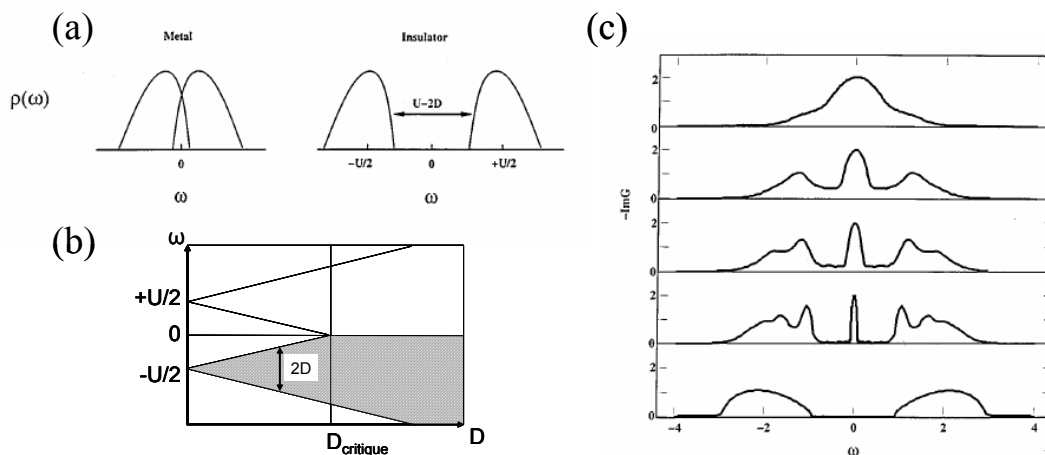 (a)
Metal
Insulator
ρ(ω)
U-2D
0
-U/2
0
+U/2
ω
ω
(b)
ω
+U/2
0
-U/2
2D
D_critique
D
(c)
-ImG
2
0
2
0
2
0
2
0
2
0
-4
-2
0
2
4
ω